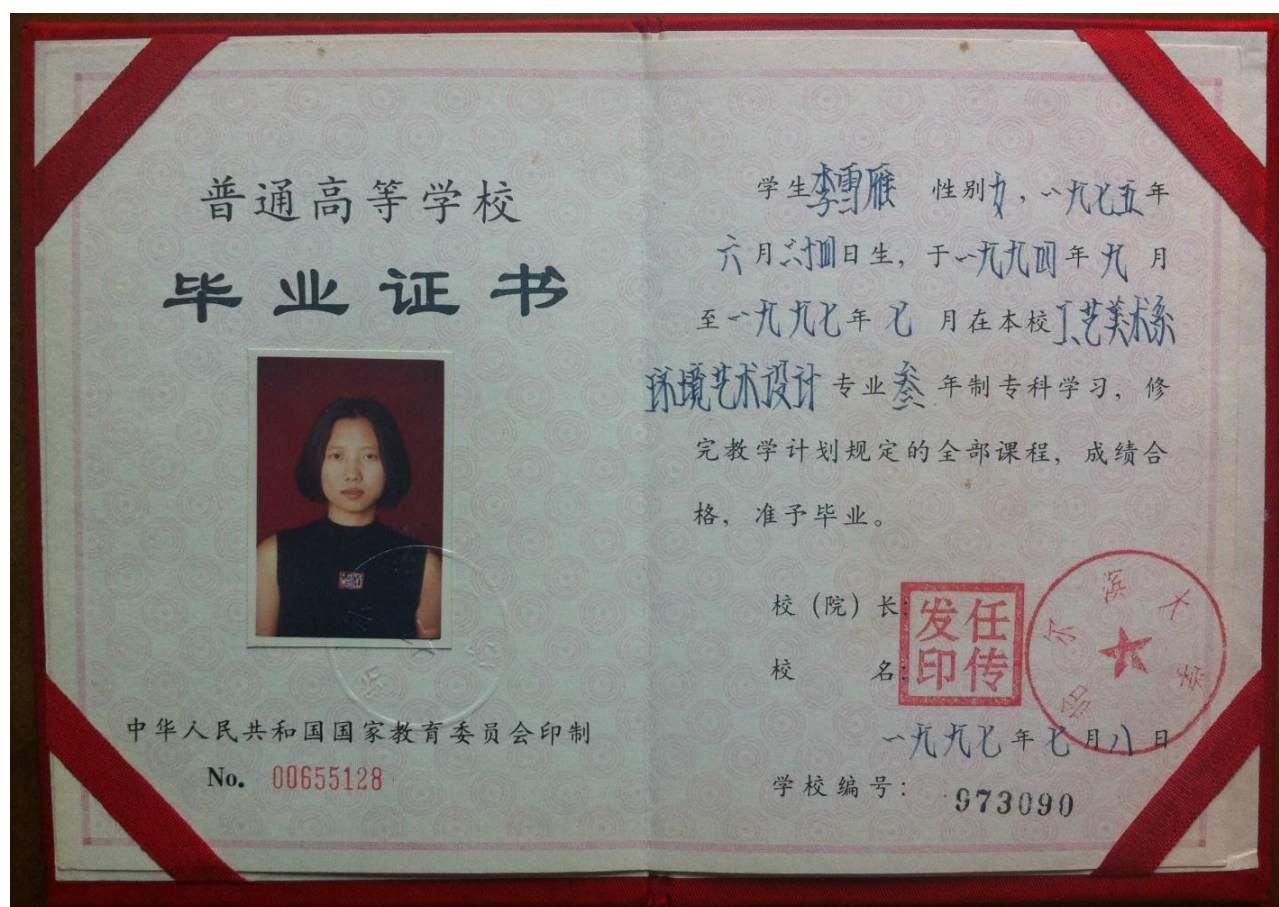 普通高等学校
毕业证书
中华人民共和国国家教育委员会印制
No. 00655128
学生李雪雁 性别女，一九七五年
六月二十四日生，于一九九四年九月
至一九九七年七月在本校工艺美术系
环境艺术设计专业叁年制专科学习，修
完教学计划规定的全部课程，成绩合
格，准予毕业。
校（院）长：
任传发印
校名：
哈尔滨大学
一九九七年七月八日
学校编号：973090